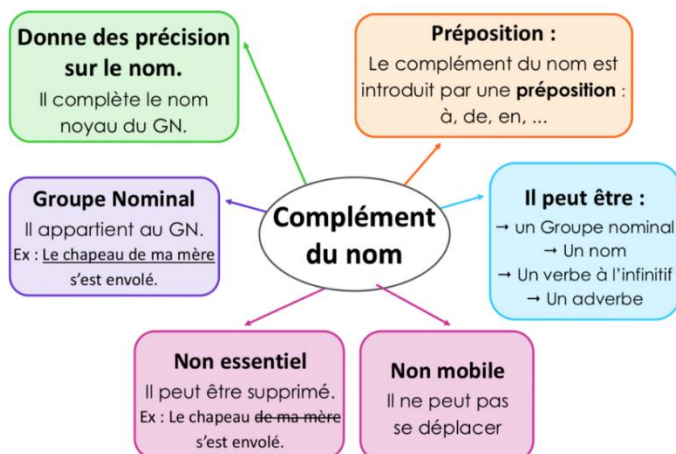 Donne des précision
sur le nom.
Il complète le nom
noyau du GN.
Préposition :
Le complément du nom est
introduit par une préposition :
à, de, en, ...
Groupe Nominal
Il appartient au GN.
Ex : Le chapeau de ma mère
s'est envolé.
Complément
du nom
Il peut être :
→ un Groupe nominal
→ Un nom
→ Un verbe à l'infinitif
→ Un adverbe
Non essentiel
Il peut être supprimé.
Ex : Le chapeau de ma mère
s'est envolé.
Non mobile
Il ne peut pas
se déplacer